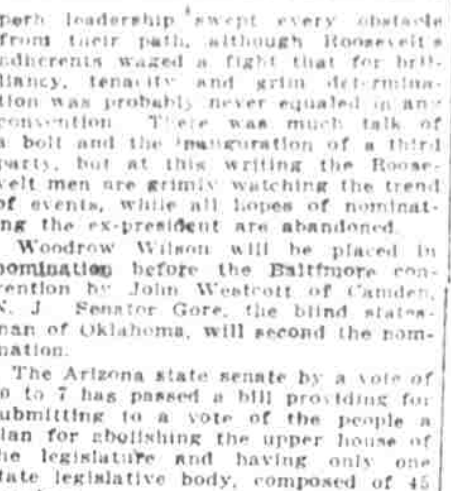 perb leadership swept every obstacle
from their path, although Roosevelt's
adherents waged a fight that for bril-
liancy, tenacity and grim determina-
tion was probably never equaled in any
convention There was much talk of
a bolt and the inauguration of a third
party, but at this writing the Roose-
velt men are grimly watching the trend
of events, while all hopes of nominat-
ng the ex-president are abandoned.
Woodrow Wilson will be placed in
nomination before the Baltimore con-
vention by John Westcott of Camden,
N. J. Senator Gore, the blind states-
man of Oklahoma, will second the nom-
nation.
The Arizona state senate by a vote of
to 7 has passed a bill providing for
submitting to a vote of the people a
plan for abolishing the upper house of
the legislature and having only one
state legislative body, composed of 45